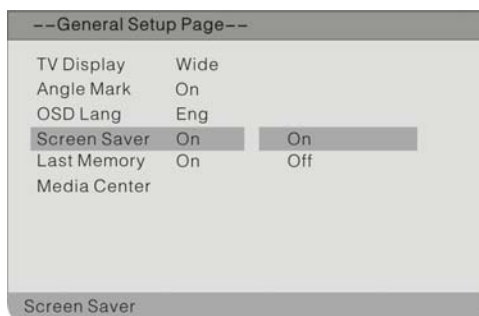 --General Setup Page--
TV Display Wide
Angle Mark On
OSD Lang Eng
Screen Saver On On
Last Memory On Off
Media Center
Screen Saver